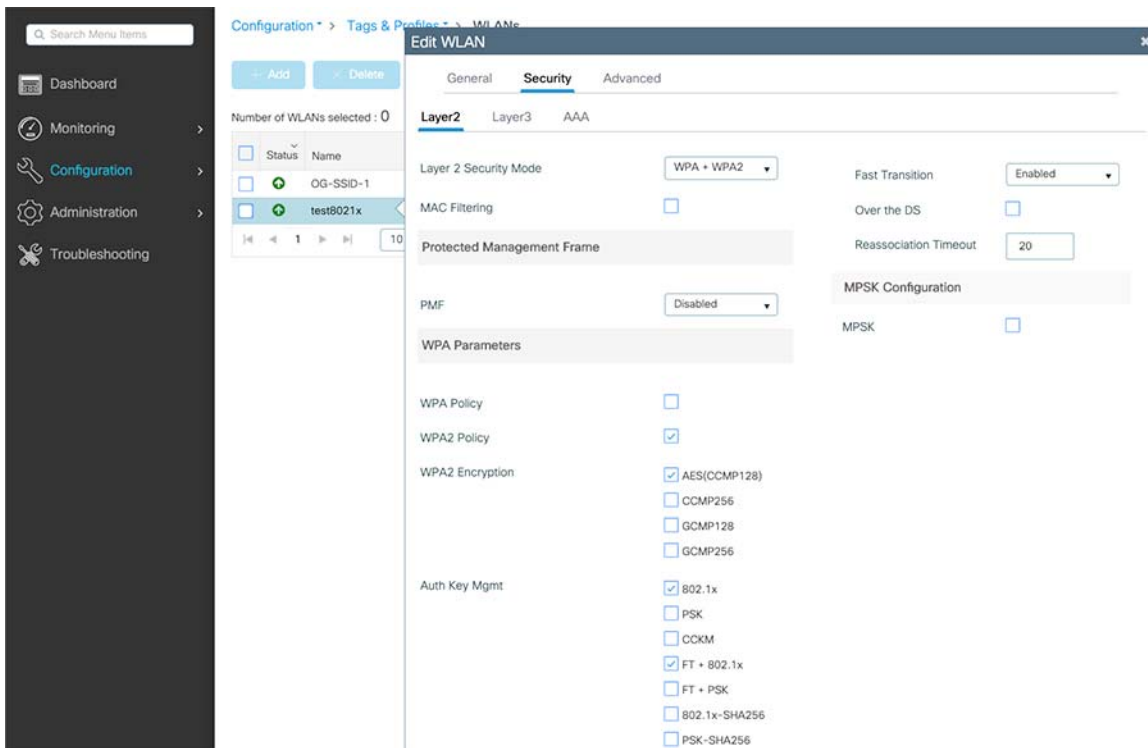 Search Menu Items
Dashboard
Monitoring
Configuration
Administration
Troubleshooting
Configuration > Tags & Profiles > WLANs
+ Add
× Delete
Number of WLANs selected : 0
Status Name
OG-SSID-1
test8021x
1
10
Edit WLAN
General Security Advanced
Layer2 Layer3 AAA
Layer 2 Security Mode WPA + WPA2
MAC Filtering
Protected Management Frame
PMF Disabled
WPA Parameters
WPA Policy
WPA2 Policy
WPA2 Encryption AES(CCMP128)
CCMP256
GCMP128
GCMP256
Auth Key Mgmt 802.1x
PSK
CCKM
FT + 802.1x
FT + PSK
802.1x-SHA256
PSK-SHA256
Fast Transition Enabled
Over the DS
Reassociation Timeout 20
MPSK Configuration
MPSK